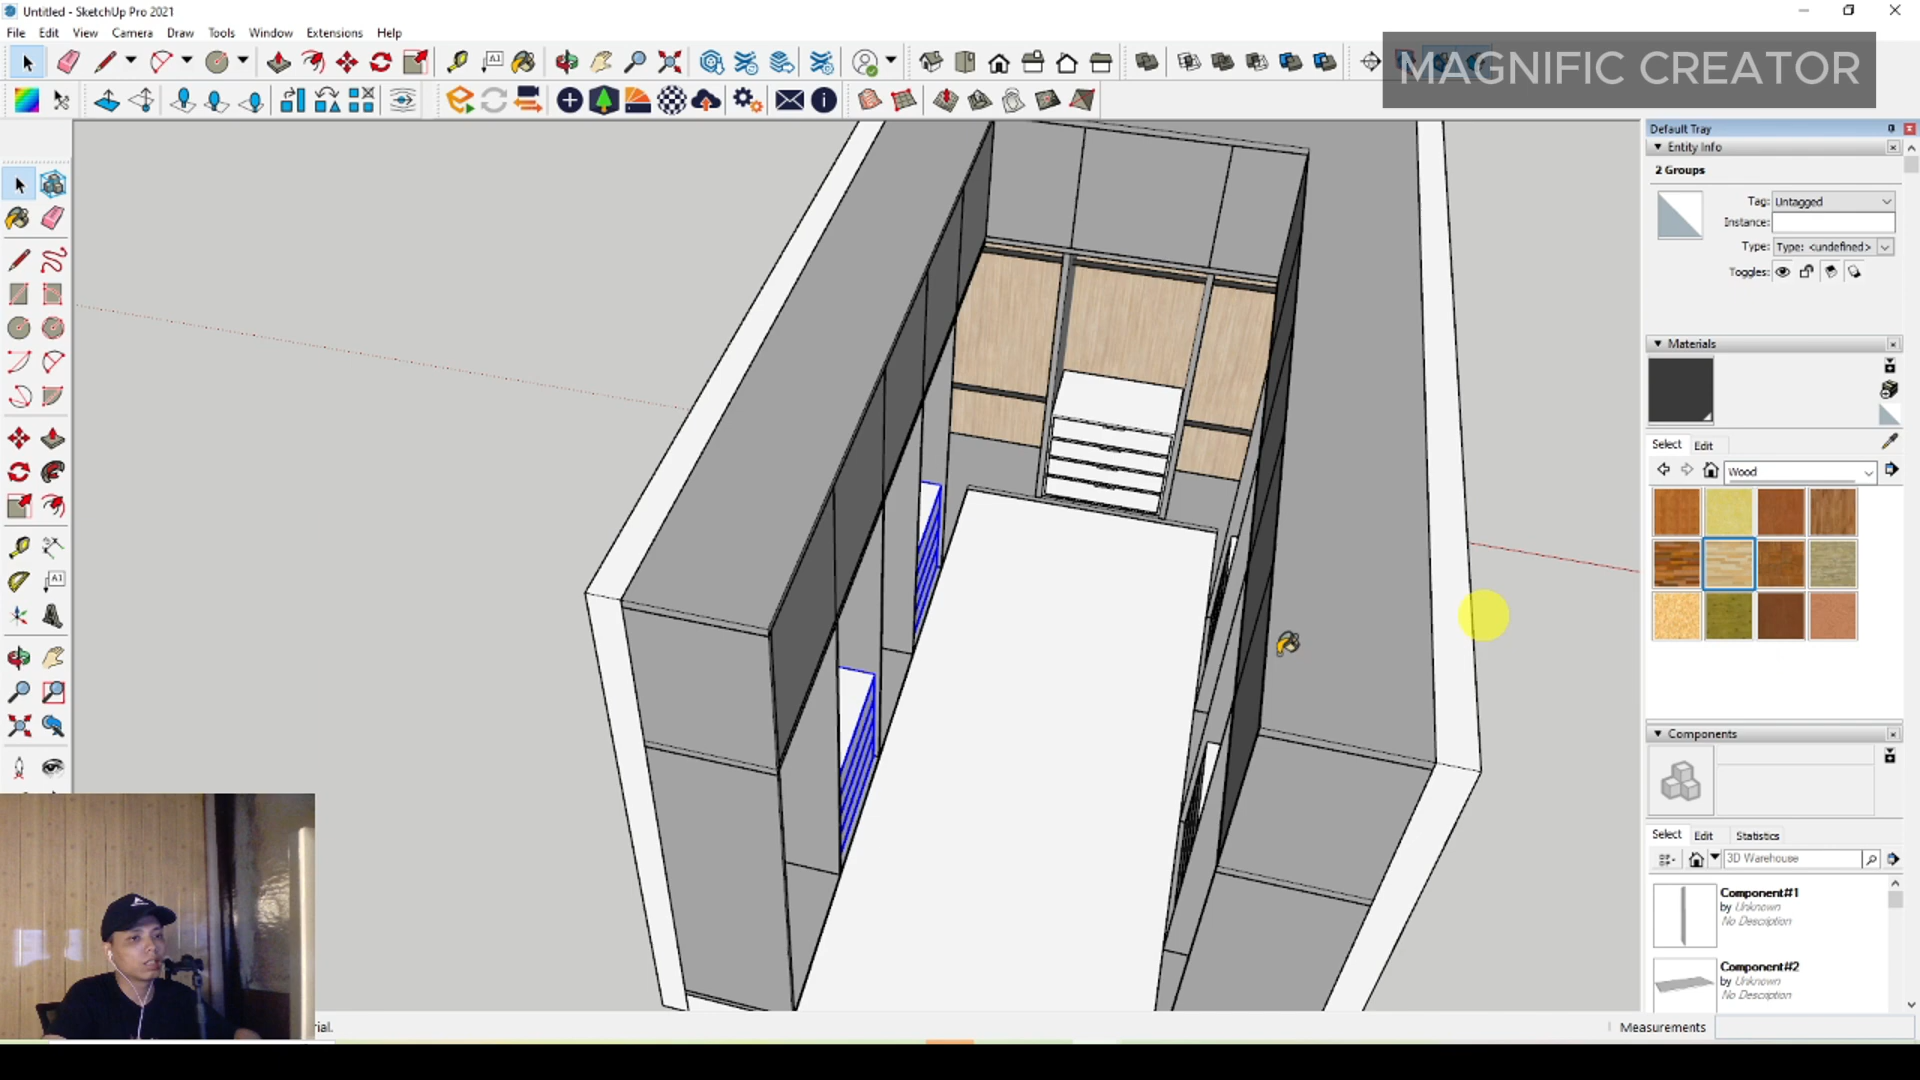 Untitled - SketchUp Pro 2021
File Edit View Camera Draw Tools Window Extensions Help
MAGNIFIC CREATOR
Default Tray
Entity Info
2 Groups
Tag: Untagged
Instance:
Type: Type: <undefined>
Toggles:
Materials
Select Edit
Wood
Components
Select Edit Statistics
3D Warehouse
Component#1
by Unknown
No Description
Component#2
by Unknown
No Description
ial.
Measurements